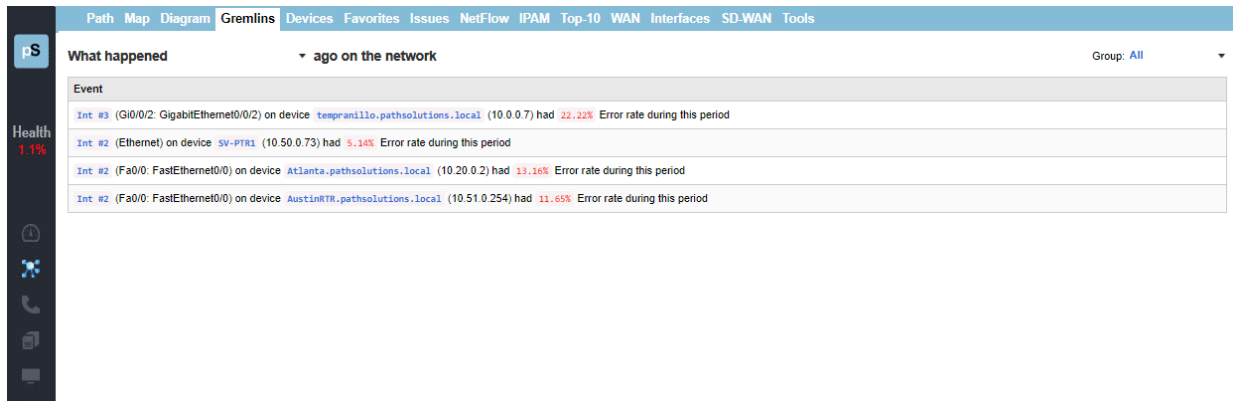 Path Map Diagram Gremlins Devices Favorites Issues NetFlow IPAM Top-10 WAN Interfaces SD-WAN Tools
pS
What happened ago on the network Group: All
Event
Int #3 (Gi0/0/2: GigabitEthernet0/0/2) on device tempranillo.pathsolutions.local (10.0.0.7) had 22.22% Error rate during this period
Health
1.1%
Int #2 (Ethernet) on device SV-PTR1 (10.50.0.73) had 5.14% Error rate during this period
Int #2 (Fa0/0: FastEthernet0/0) on device Atlanta.pathsolutions.local (10.20.0.2) had 13.16% Error rate during this period
Int #2 (Fa0/0: FastEthernet0/0) on device AustinRTR.pathsolutions.local (10.51.0.254) had 11.65% Error rate during this period